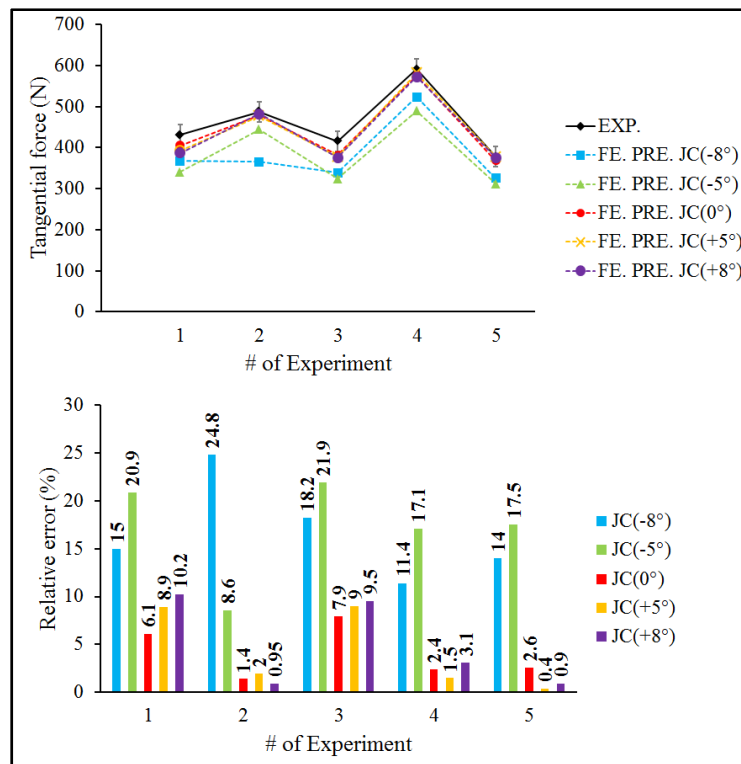 700
600
500
400
300
200
100
0
Tangential force (N)
1 2 3 4 5
# of Experiment
EXP.
FE. PRE. JC(-8°)
FE. PRE. JC(-5°)
FE. PRE. JC(0°)
FE. PRE. JC(+5°)
FE. PRE. JC(+8°)
30
25
20
15
10
5
0
Relative error (%)
15 20.9 6.1 8.9 10.2
24.8 8.6 1.4 2 0.95
18.2 21.9 7.9 9 9.5
11.4 17.1 2.4 1.5 3.1
14 17.5 2.6 0.4 0.9
1 2 3 4 5
# of Experiment
JC(-8°)
JC(-5°)
JC(0°)
JC(+5°)
JC(+8°)